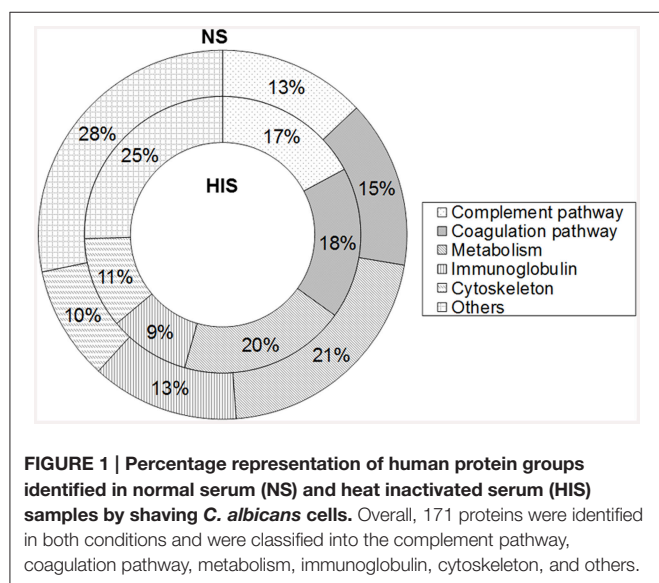 NS
13%
28%
17%
25%
HIS
15%
18%
11%
10%
9%
20%
21%
13%
Complement pathway
Coagulation pathway
Metabolism
Immunoglobulin
Cytoskeleton
Others
FIGURE 1 | Percentage representation of human protein groups
identified in normal serum (NS) and heat inactivated serum (HIS)
samples by shaving C. albicans cells. Overall, 171 proteins were identified
in both conditions and were classified into the complement pathway,
coagulation pathway, metabolism, immunoglobulin, cytoskeleton, and others.